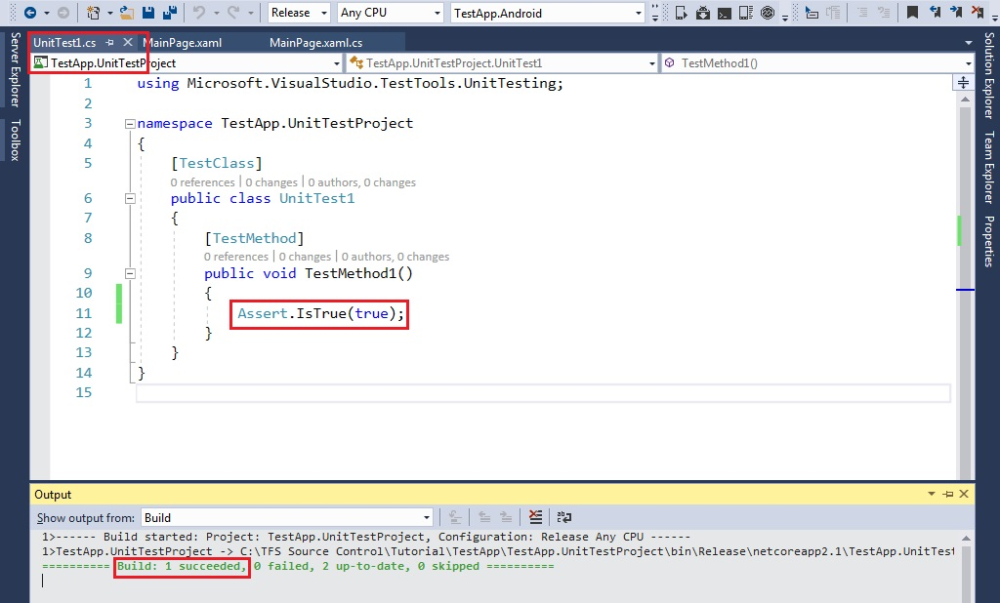 Release Any CPU TestApp.Android
UnitTest1.cs MainPage.xaml MainPage.xaml.cs
TestApp.UnitTestProject TestApp.UnitTestProject.UnitTest1 TestMethod1()
Server Explorer
Toolbox
1 using Microsoft.VisualStudio.TestTools.UnitTesting;
2
3 namespace TestApp.UnitTestProject
4 {
5 [TestClass]
0 references | 0 changes | 0 authors, 0 changes
6 public class UnitTest1
7 {
8 [TestMethod]
0 references | 0 changes | 0 authors, 0 changes
9 public void TestMethod1()
10 {
11 Assert.IsTrue(true);
12 }
13 }
14 }
15
Solution Explorer
Team Explorer
Properties
Output
Show output from: Build
1>------ Build started: Project: TestApp.UnitTestProject, Configuration: Release Any CPU ------
1>TestApp.UnitTestProject -> C:\TFS Source Control\Tutorial\TestApp\TestApp.UnitTestProject\bin\Release\netcoreapp2.1\TestApp.UnitTest
========== Build: 1 succeeded, 0 failed, 2 up-to-date, 0 skipped ==========